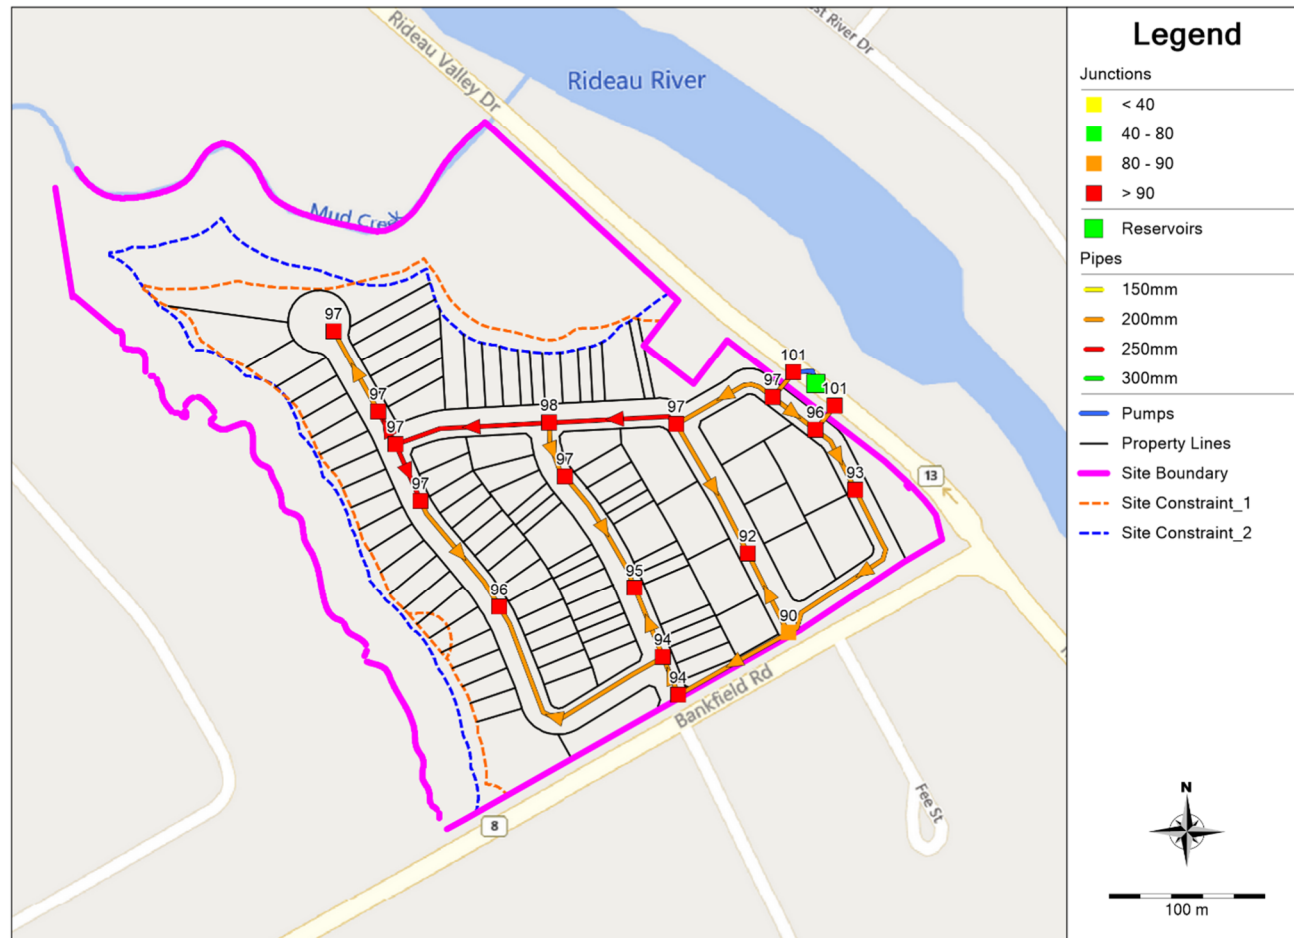 Rideau Valley Dr
Rideau River
st River Dr
Mud Creek
97
101
97
101
96
97
97
98
97
97
97
93
92
96
95
90
94
94
13
Bankfield Rd
8
Fee St
Legend
Junctions
< 40
40 - 80
80 - 90
> 90
Reservoirs
Pipes
150mm
200mm
250mm
300mm
Pumps
Property Lines
Site Boundary
Site Constraint_1
Site Constraint_2
N
100 m